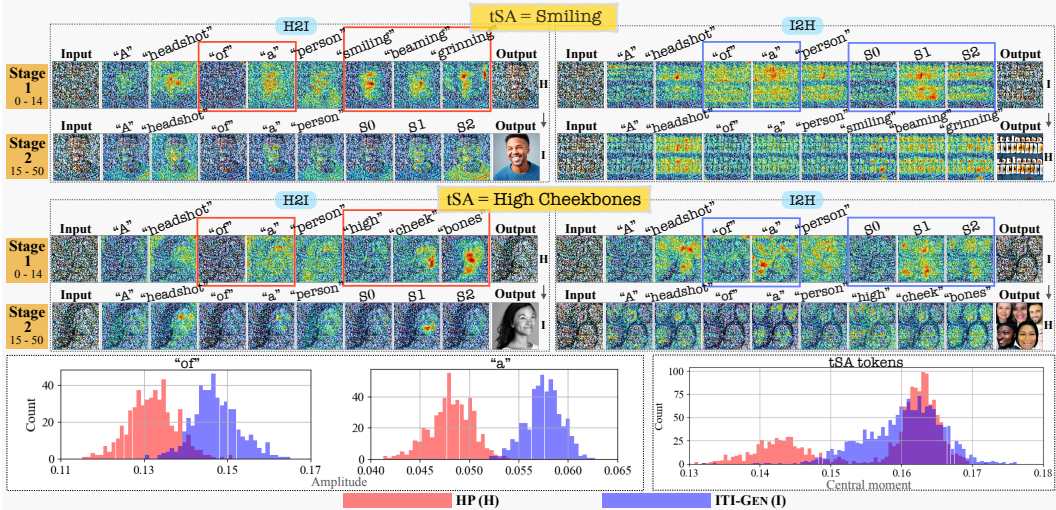 tSA = Smiling
H2I
I2H
Input "A" "headshot" "of" "a" "person" "smiling" "beaming" "grinning" Output
Input "A" "headshot" "of" "a" "person" S0 S1 S2 Output
Stage 1 0 - 14
H
I
Input "A" "headshot" "of" "a" "person" S0 S1 S2 Output
"A" "headshot" "of" "a" "person" "smiling" "beaming" "grinning" Output
Stage 2 15 - 50
I
H
tSA = High Cheekbones
H2I
I2H
Input "A" "headshot" "of" "a" "person" "high" "cheek" "bones" Output
Input "A" "headshot" "of" "a" "person" S0 S1 S2 Output
Stage 1 0 - 14
H
I
Input "A" "headshot" "of" "a" "person" S0 S1 S2 Output
Input "A" "headshot" "of" "a" "person" "high" "cheek" "bones" Output
Stage 2 15 - 50
I
H
"of"
"a"
tSA tokens
Count
40
20
0
0.11 0.13 0.15 0.17
40
20
0
0.040 0.045 0.050 0.055 0.060 0.065
Amplitude
100
75
50
25
0
0.13 0.14 0.15 0.16 0.17 0.18
Central moment
HP (H)
ITI-GEN (I)